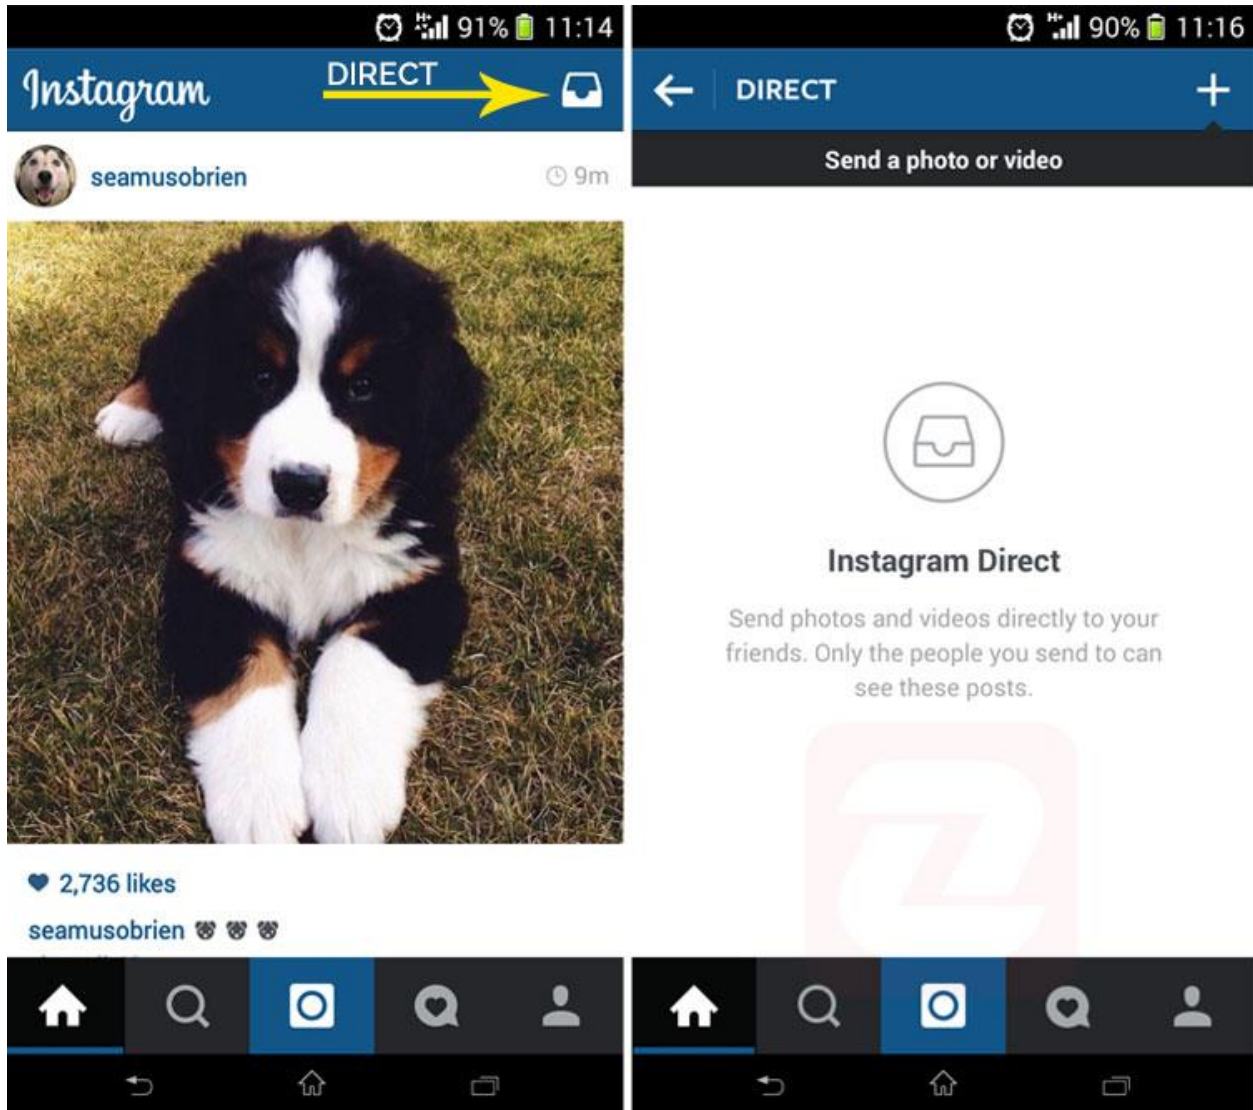 91% 11:14
Instagram
DIRECT
seamusobrien
9m
2,736 likes
seamusobrien
90% 11:16
DIRECT
Send a photo or video
Instagram Direct
Send photos and videos directly to your
friends. Only the people you send to can
see these posts.